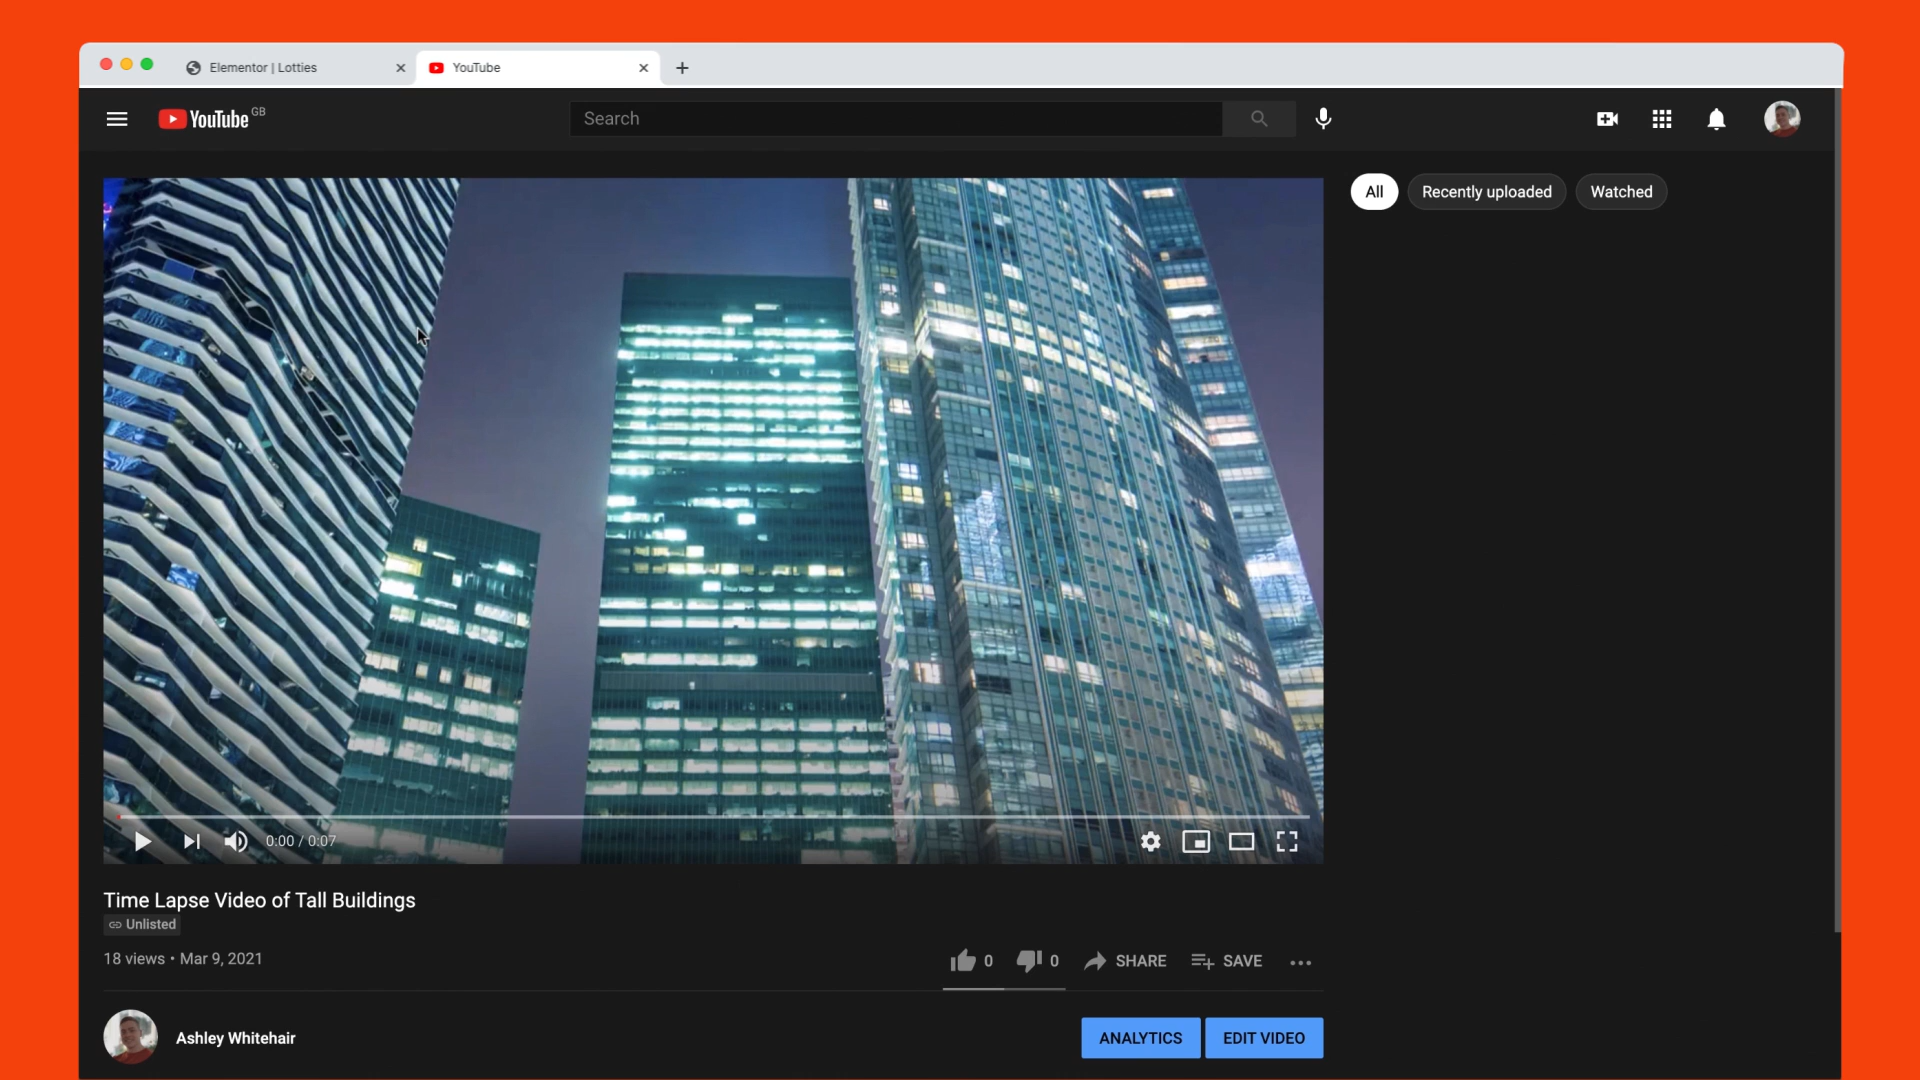 Elementor | Lotties
YouTube
YouTube GB
Search
All
Recently uploaded
Watched
0:00 / 0:07
Time Lapse Video of Tall Buildings
Unlisted
18 views • Mar 9, 2021
0
0
SHARE
SAVE
Ashley Whitehair
ANALYTICS
EDIT VIDEO